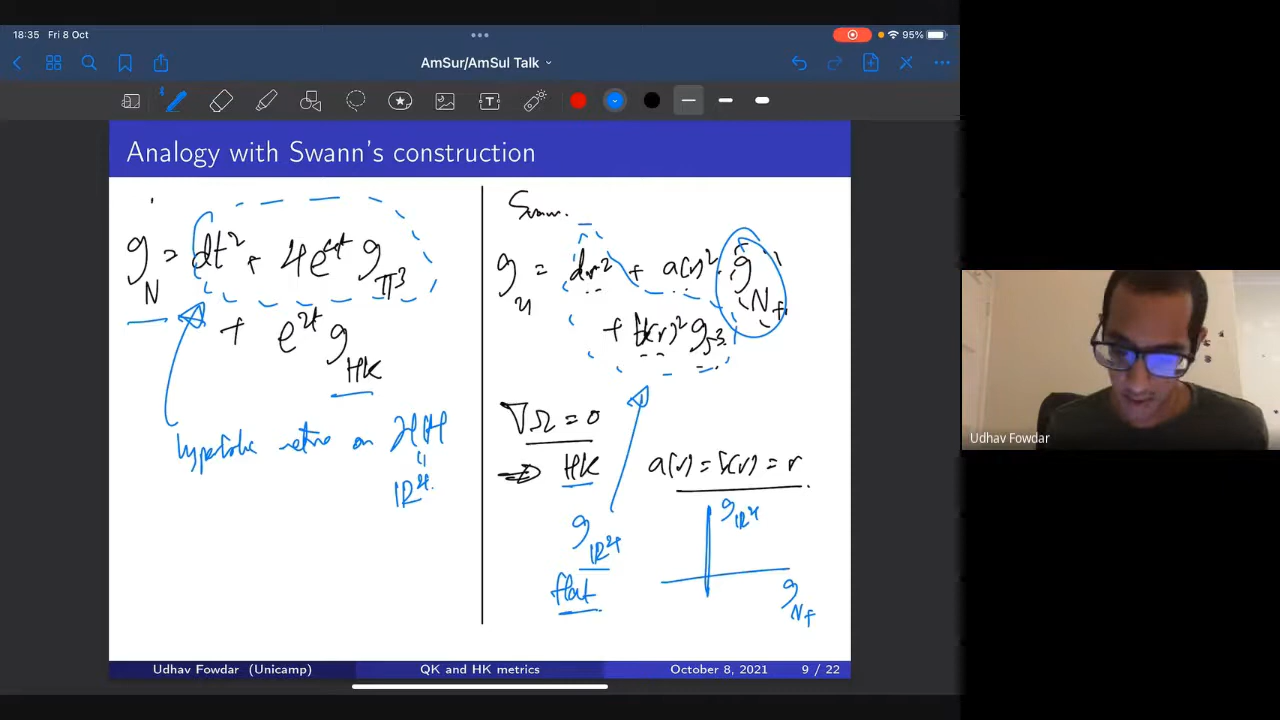 18:35 Fri 8 Oct
95%
AmSur/AmSul Talk
Analogy with Swann's construction
g_N = dt² + 4e^{4t} g_{T³}
+ e^{2t} g_{HK}
hyperbolic metric on HH
"
R⁴
Swann.
g_U = dr² + a(r)² g_{N_f}
+ b(r)² g_{S³}
∇Ω = 0
⇒ HK
a(r) = b(r) = r
g_{R⁴}
flat
g_{R⁴}
g_{N_f}
Udhav Fowdar (Unicamp)
QK and HK metrics
October 8, 2021
9 / 22
Udhav Fowdar